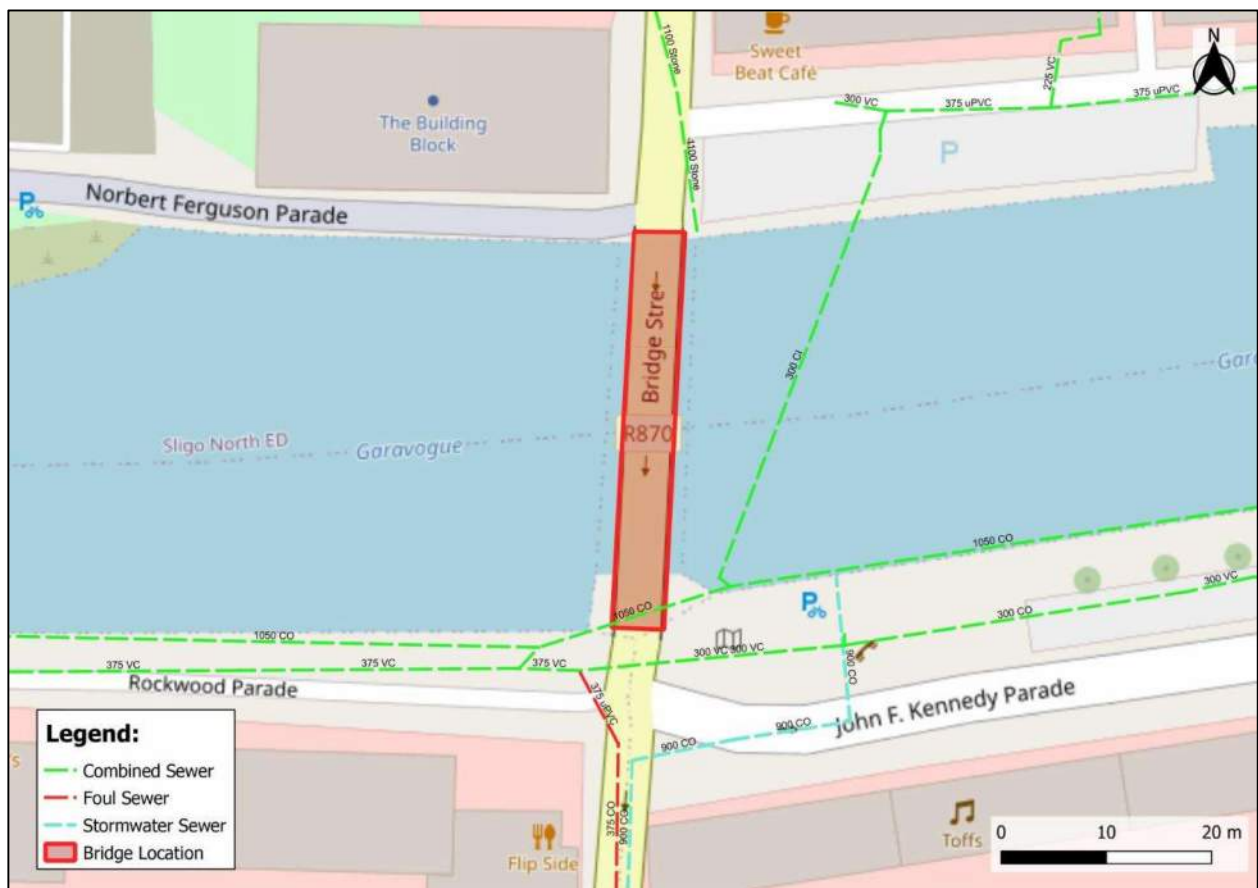 N
1100 Stone
Sweet
Beat Café
225 VC
300 VC
375 uPVC
375 uPVC
The Building
Block
1100 Stone
P
P
Norbert Ferguson Parade
Bridge Stre
300 CI
Gara
R870
Sligo North ED
Garavogue
1050 CO
1050 CO
P
300 VC
1050 CO
300 CO
300 VC 300 VC
375 VC
375 VC
375 VC
900 CO
Rockwood Parade
375 uPVC
John F. Kennedy Parade
900 CO
900 CO
Legend:
Combined Sewer
Foul Sewer
Stormwater Sewer
Bridge Location
375 CO
900 CO
Flip Side
Toffs
0 10 20 m